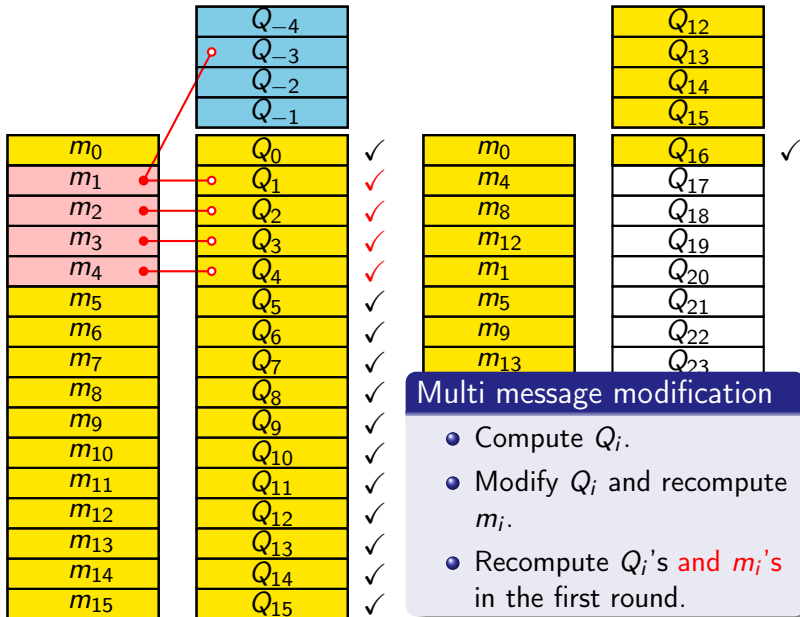 Q₋₄
Q₋₃
Q₋₂
Q₋₁
m₀ Q₀ ✓
m₁ Q₁ ✓
m₂ Q₂ ✓
m₃ Q₃ ✓
m₄ Q₄ ✓
m₅ Q₅ ✓
m₆ Q₆ ✓
m₇ Q₇ ✓
m₈ Q₈ ✓
m₉ Q₉ ✓
m₁₀ Q₁₀ ✓
m₁₁ Q₁₁ ✓
m₁₂ Q₁₂ ✓
m₁₃ Q₁₃ ✓
m₁₄ Q₁₄ ✓
m₁₅ Q₁₅ ✓
Q₁₂
Q₁₃
Q₁₄
Q₁₅
m₀ Q₁₆ ✓
m₄ Q₁₇
m₈ Q₁₈
m₁₂ Q₁₉
m₁ Q₂₀
m₅ Q₂₁
m₉ Q₂₂
m₁₃ Q₂₃
Multi message modification
Compute Qᵢ.
Modify Qᵢ and recompute
mᵢ.
Recompute Qᵢ's and mᵢ's
in the first round.